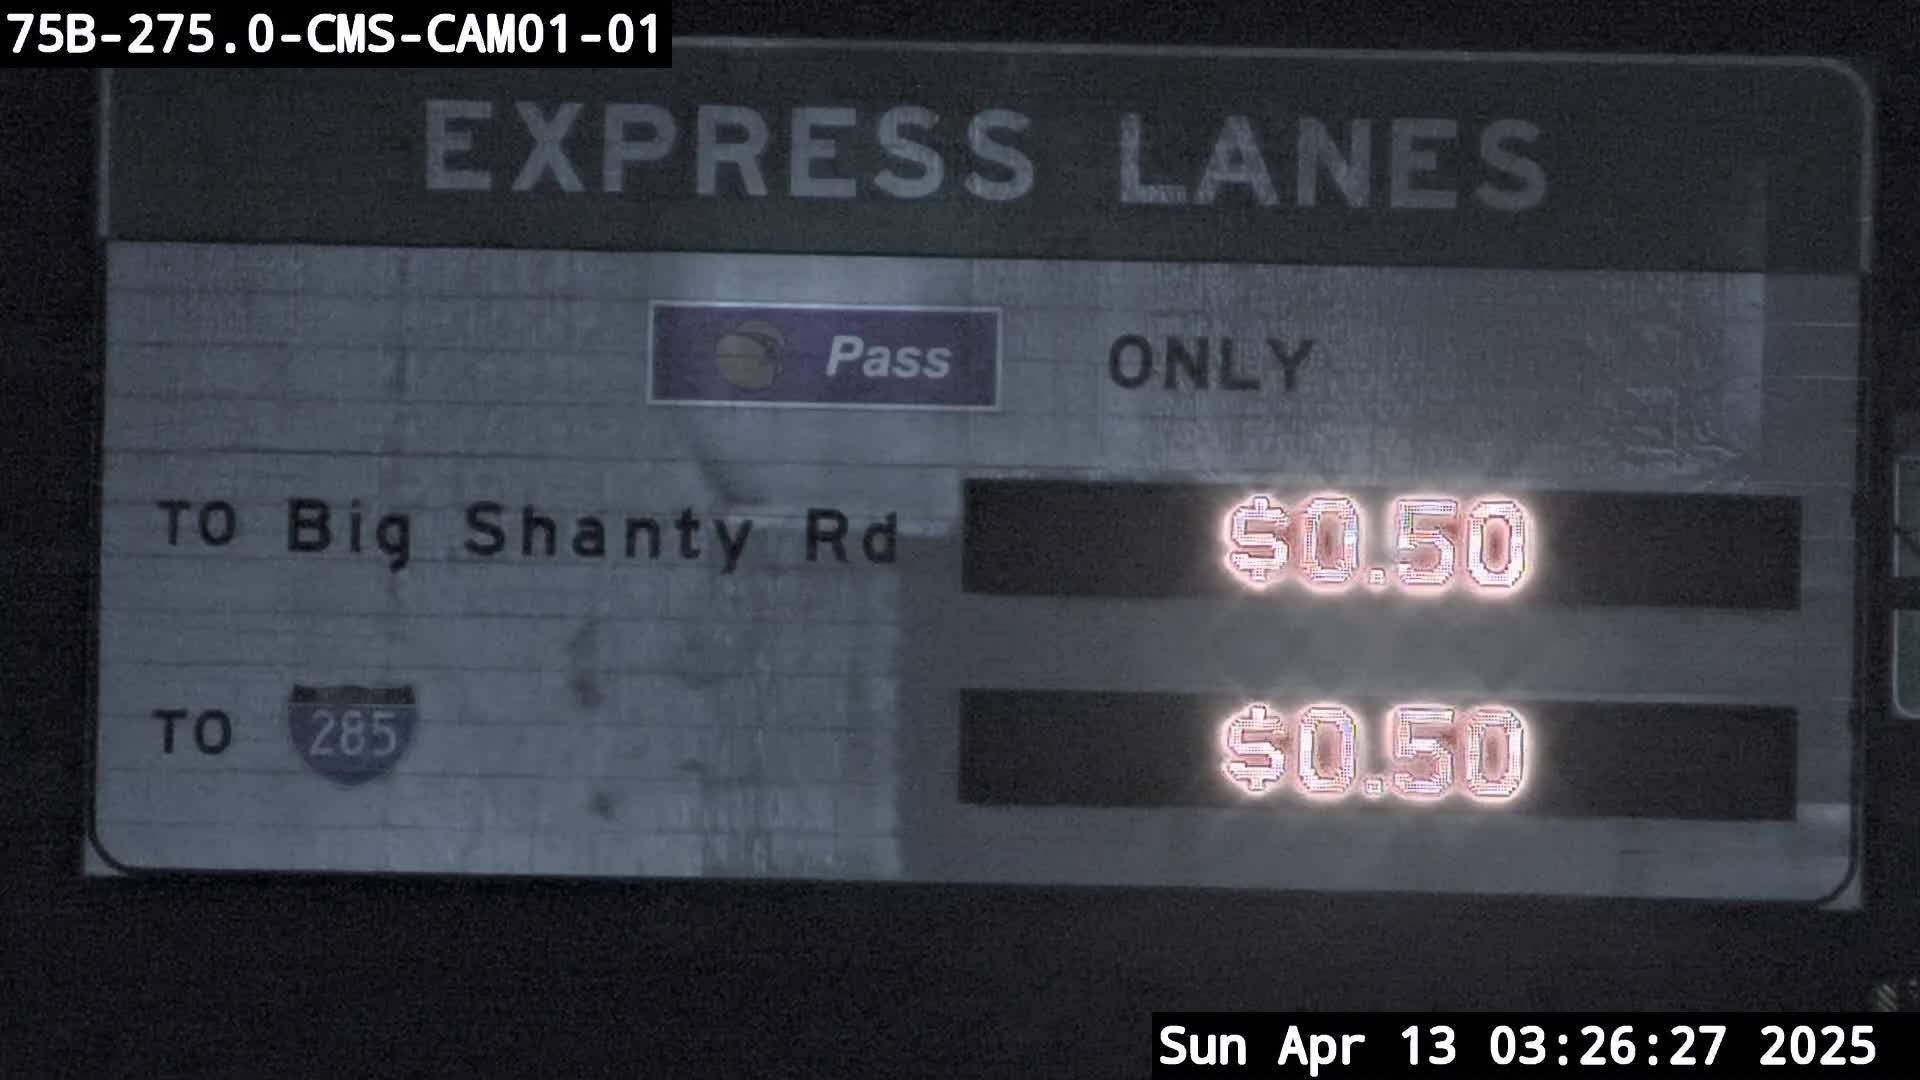 75B-275.0-CMS-CAM01-01
EXPRESS LANES
Pass ONLY
TO Big Shanty Rd $0.50
TO 285 $0.50
Sun Apr 13 03:26:27 2025